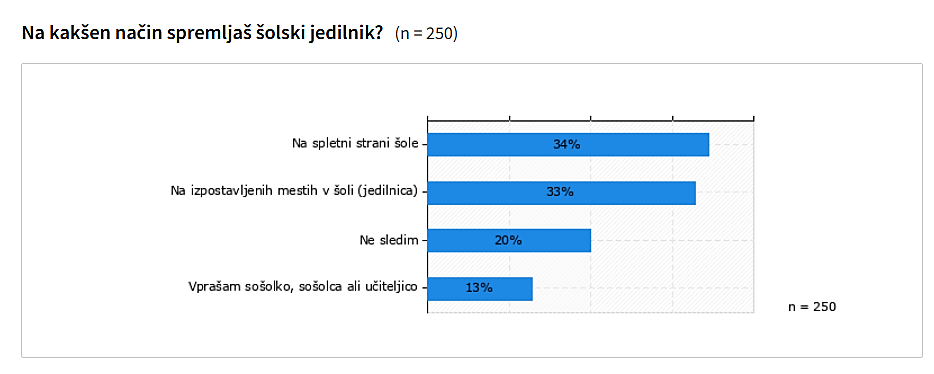 Na kakšen način spremljaš šolski jedilnik? (n = 250)
Na spletni strani šole
34%
Na izpostavljenih mestih v šoli (jedilnica)
33%
Ne sledim
20%
Vprašam sošolko, sošolca ali učiteljico
13%
n = 250